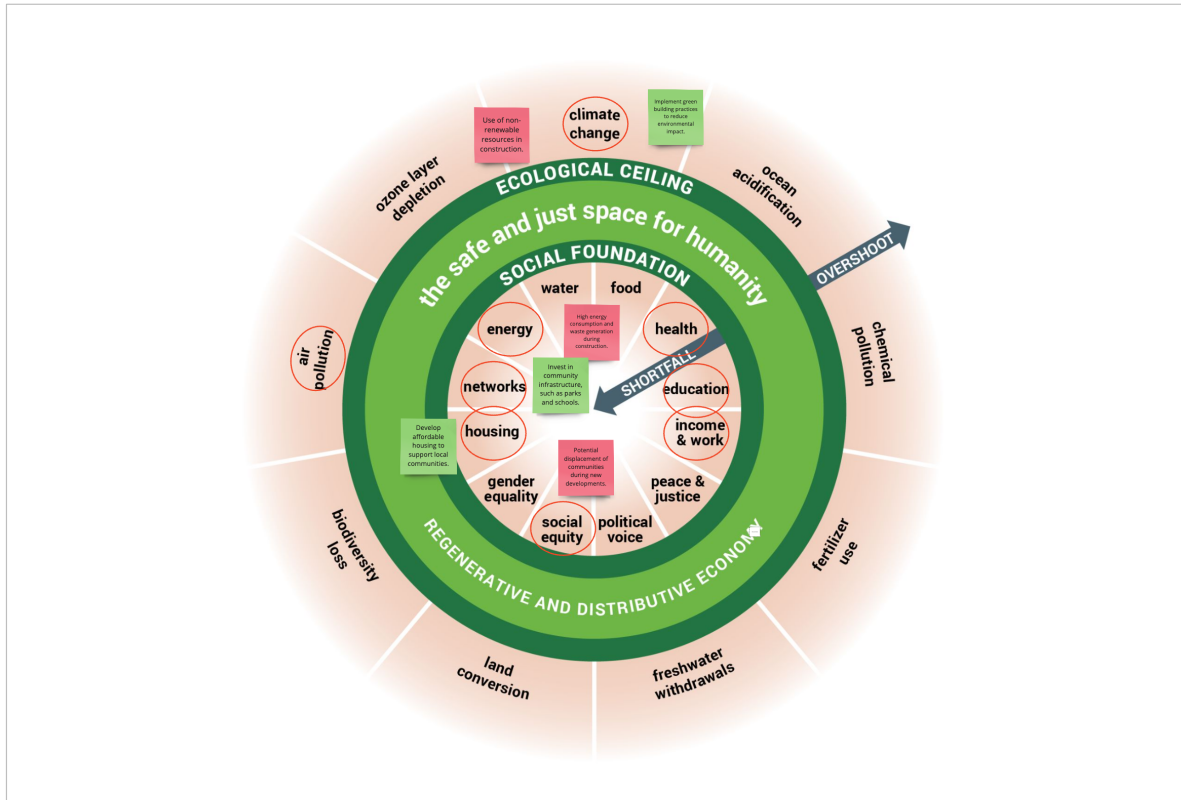 climate
change
Use of non-
renewable
resources in
construction.
Implement green
building practices
to reduce
environmental
impact.
ozone layer
depletion
ocean
acidification
ECOLOGICAL CEILING
the safe and just space for humanity
SOCIAL FOUNDATION
OVERSHOOT
water
food
energy
High energy
consumption and
waste generation
during
construction.
health
air
pollution
chemical
pollution
SHORTFALL
networks
Invest in
community
infrastructure,
such as parks
and schools.
education
housing
income
& work
Develop
affordable
housing to
support local
communities.
Potential
displacement of
communities
during new
developments.
gender
equality
peace &
justice
social
equity
political
voice
biodiversity
loss
fertilizer
use
REGENERATIVE AND DISTRIBUTIVE ECONOMY
land
conversion
freshwater
withdrawals